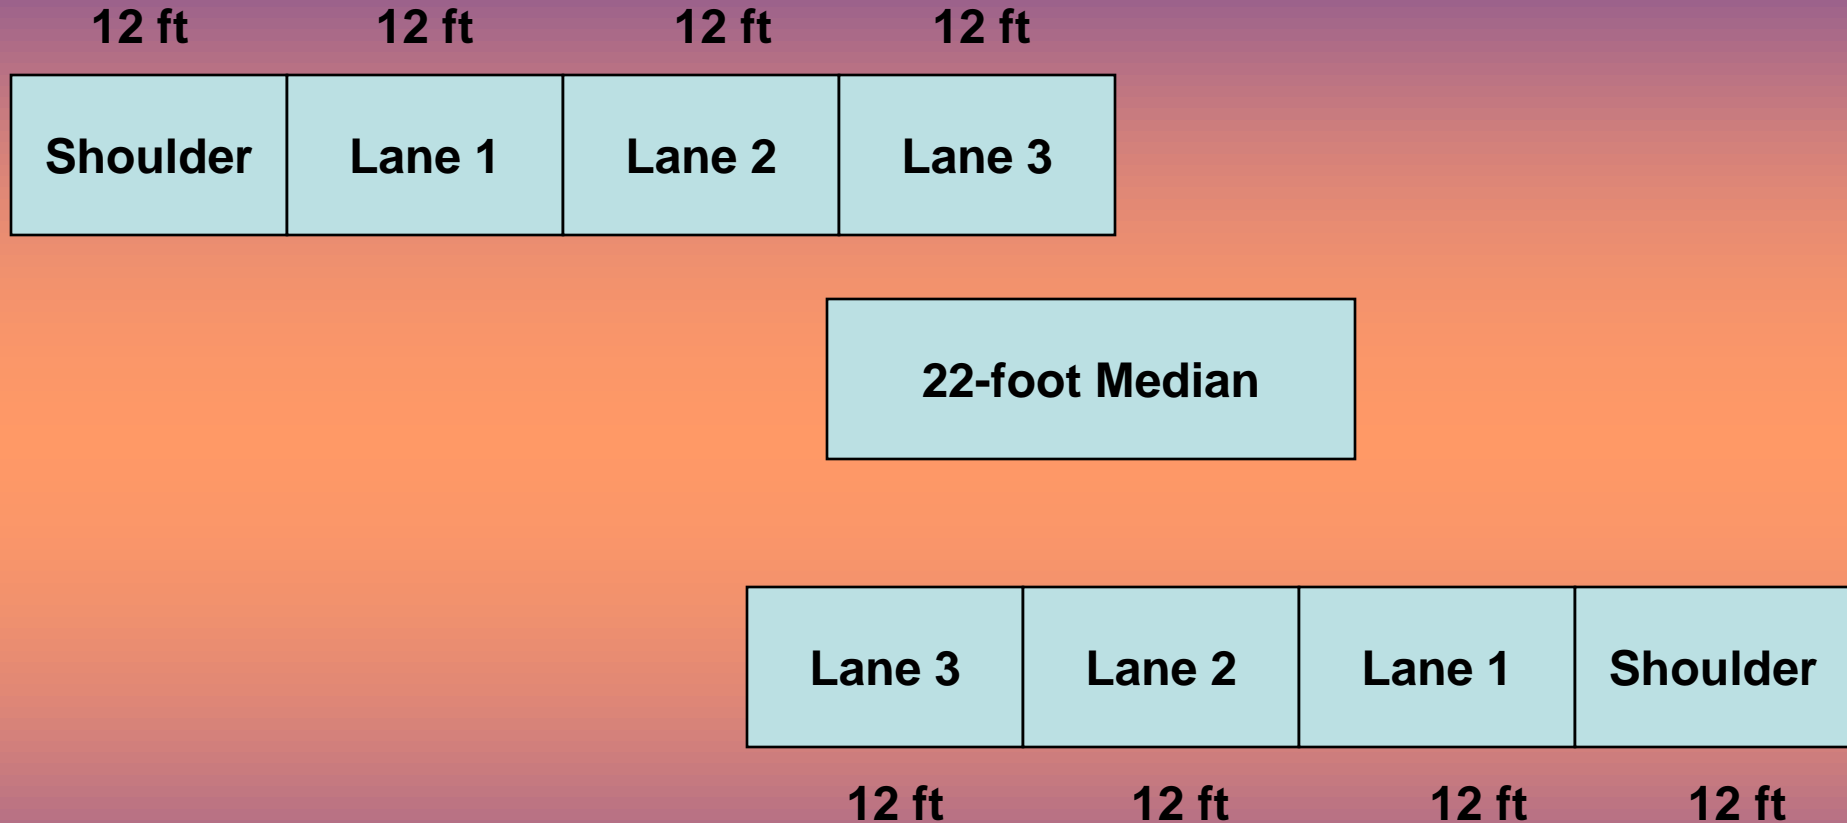 12 ft 12 ft 12 ft 12 ft
Shoulder Lane 1 Lane 2 Lane 3
22-foot Median
Lane 3 Lane 2 Lane 1 Shoulder
12 ft 12 ft 12 ft 12 ft